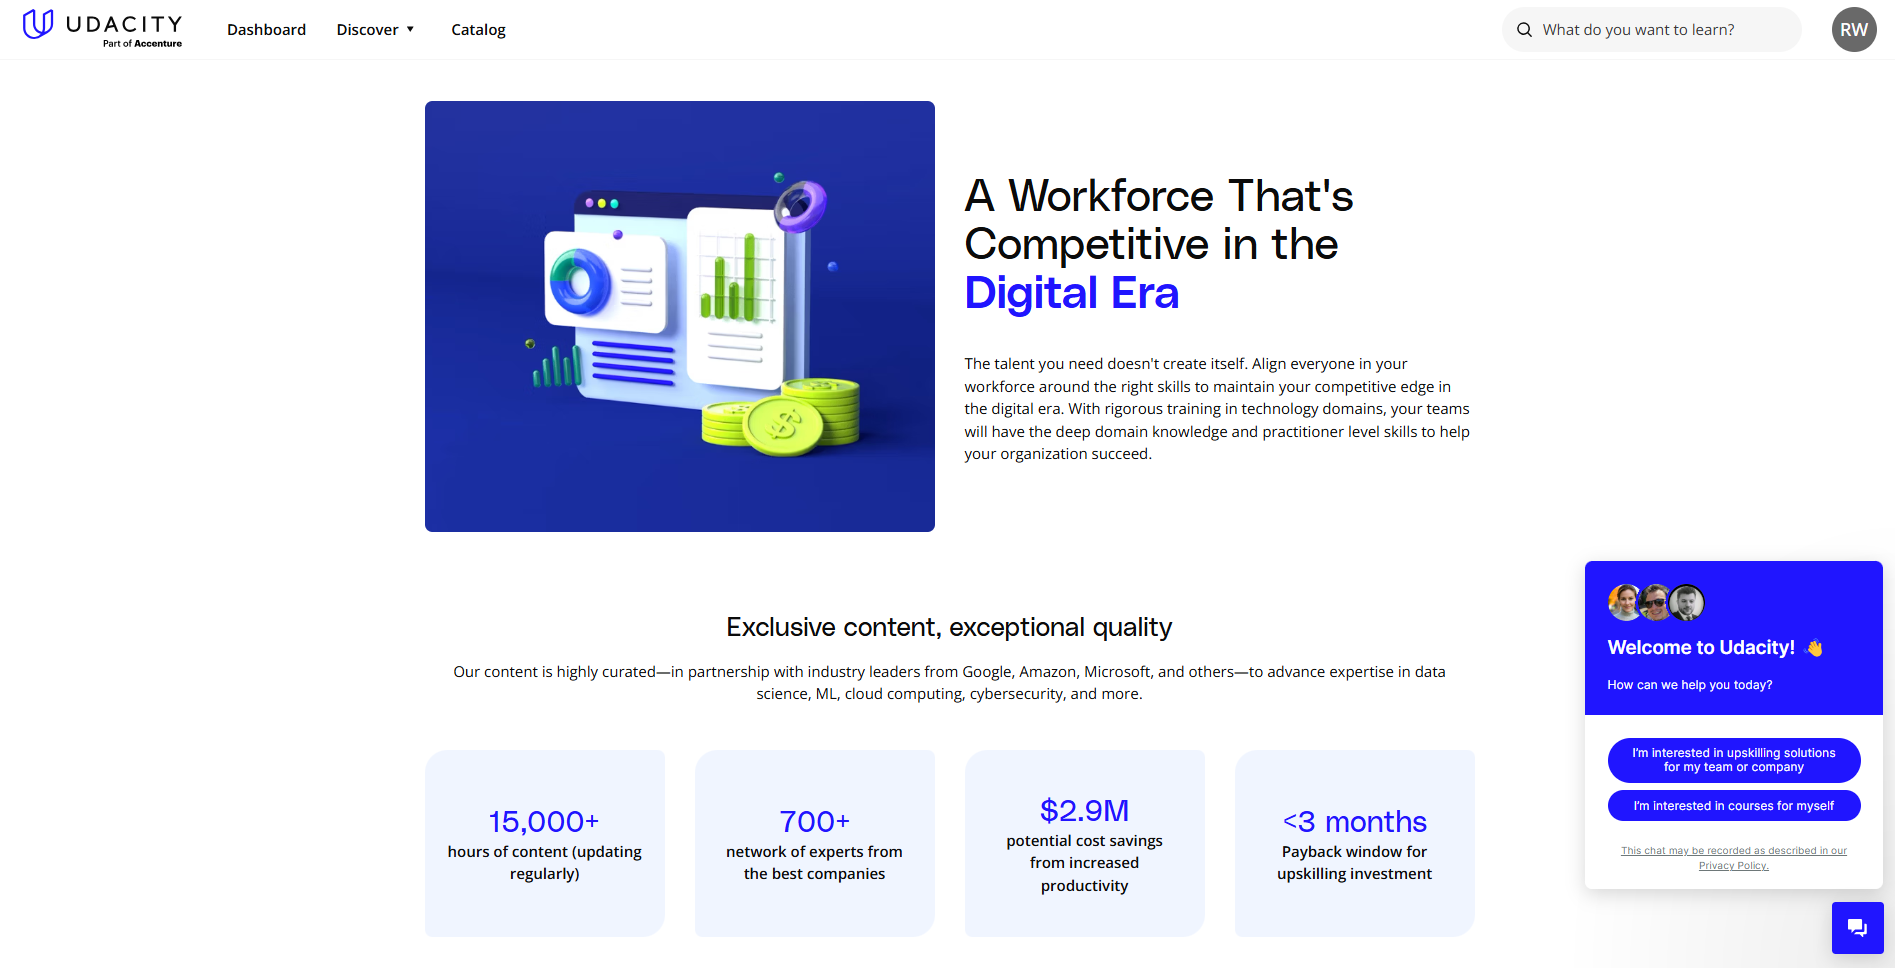 UDACITY
Part of Accenture
Dashboard
Discover
Catalog
What do you want to learn?
RW
A Workforce That's
Competitive in the
Digital Era
The talent you need doesn't create itself. Align everyone in your
workforce around the right skills to maintain your competitive edge in
the digital era. With rigorous training in technology domains, your teams
will have the deep domain knowledge and practitioner level skills to help
your organization succeed.
Exclusive content, exceptional quality
Our content is highly curated—in partnership with industry leaders from Google, Amazon, Microsoft, and others—to advance expertise in data
science, ML, cloud computing, cybersecurity, and more.
15,000+
hours of content (updating
regularly)
700+
network of experts from
the best companies
$2.9M
potential cost savings
from increased
productivity
<3 months
Payback window for
upskilling investment
Welcome to Udacity! 👋
How can we help you today?
I'm interested in upskilling solutions
for my team or company
I'm interested in courses for myself
This chat may be recorded as described in our
Privacy Policy.